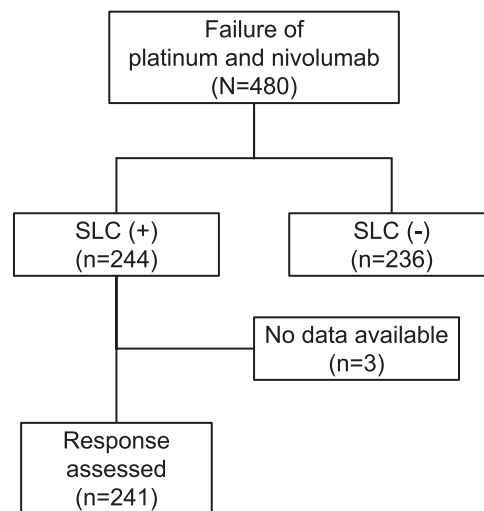 Failure of
platinum and nivolumab
(N=480)
SLC (+)
(n=244)
SLC (-)
(n=236)
No data available
(n=3)
Response
assessed
(n=241)